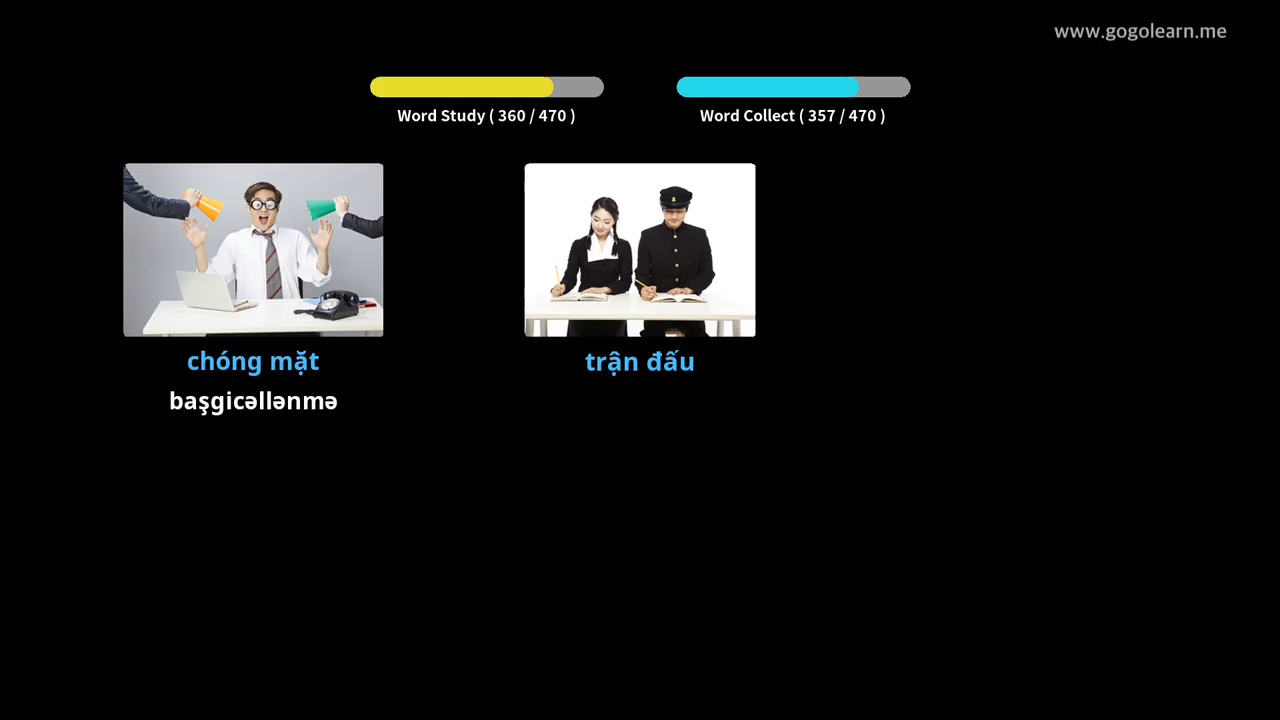 www.gogolearn.me
Word Study ( 360 / 470 )
Word Collect ( 357 / 470 )
chóng mặt
trận đấu
başgicəllənmə